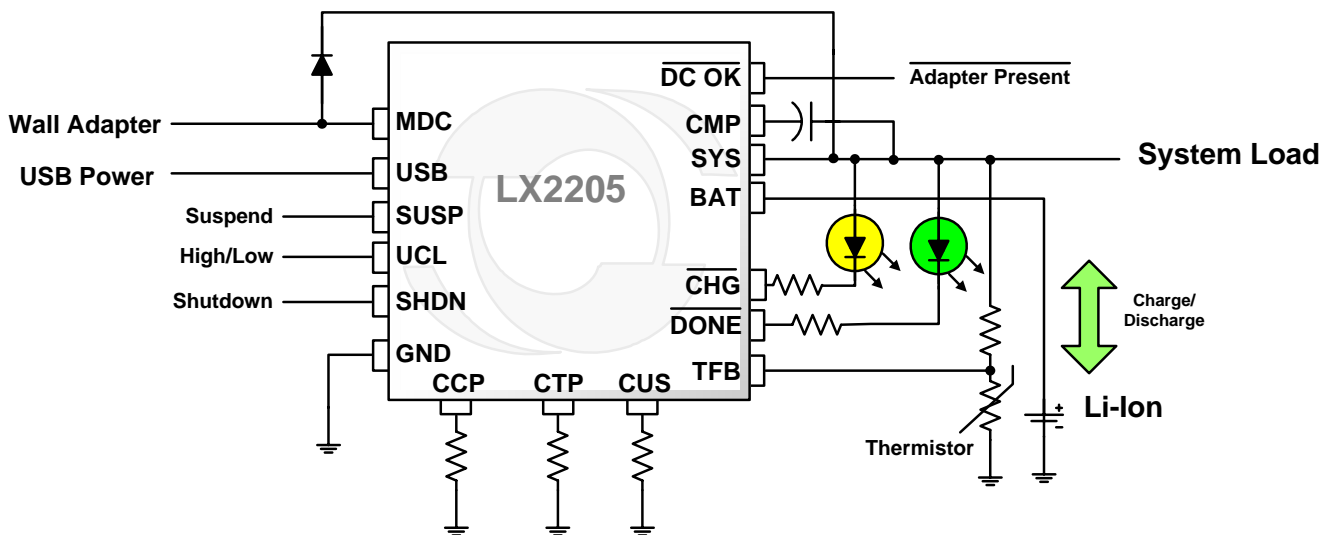 DC OK
Adapter Present
MDC
Wall Adapter
CMP
SYS
System Load
USB
USB Power
LX2205
BAT
SUSP
Suspend
UCL
High/Low
CHG
SHDN
Shutdown
DONE
Charge/
Discharge
GND
TFB
CCP
CTP
CUS
Li-Ion
+
-
Thermistor